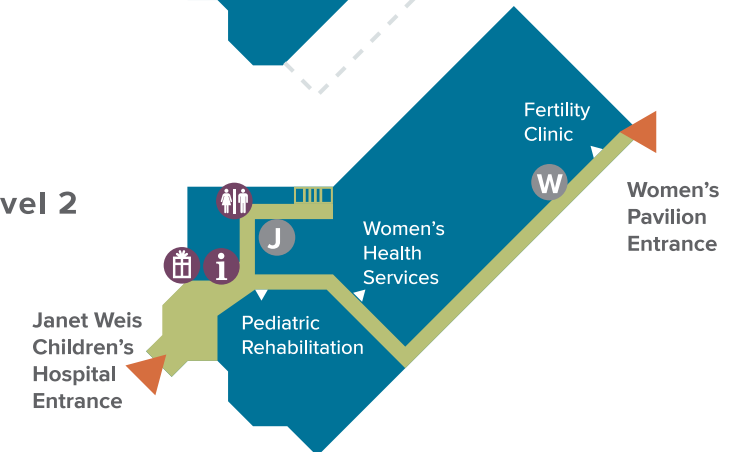 Fertility
Clinic
W
Women's
Pavilion
Entrance
vel 2
J
Women's
Health
Services
i
Janet Weis
Children's
Hospital
Entrance
Pediatric
Rehabilitation